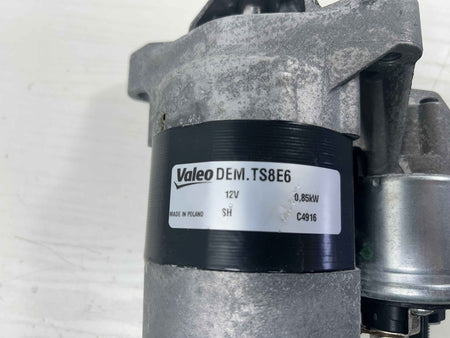 Valeo DEM.TS8E6
12V 0,85kW
MADE IN POLAND SH C4916